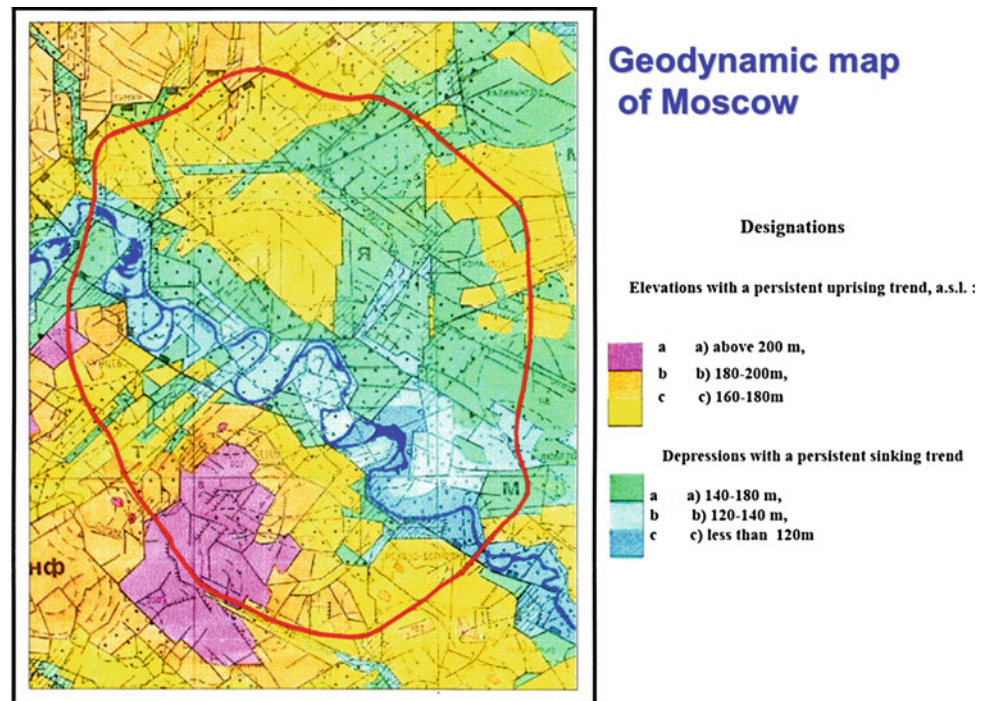 Geodynamic map
of Moscow
Designations
Elevations with a persistent uprising trend, a.s.l. :
a a) above 200 m,
b b) 180-200m,
c c) 160-180m
Depressions with a persistent sinking trend
a a) 140-180 m,
b b) 120-140 m,
c c) less than 120m
Ц
Я
М
Т
М
нф